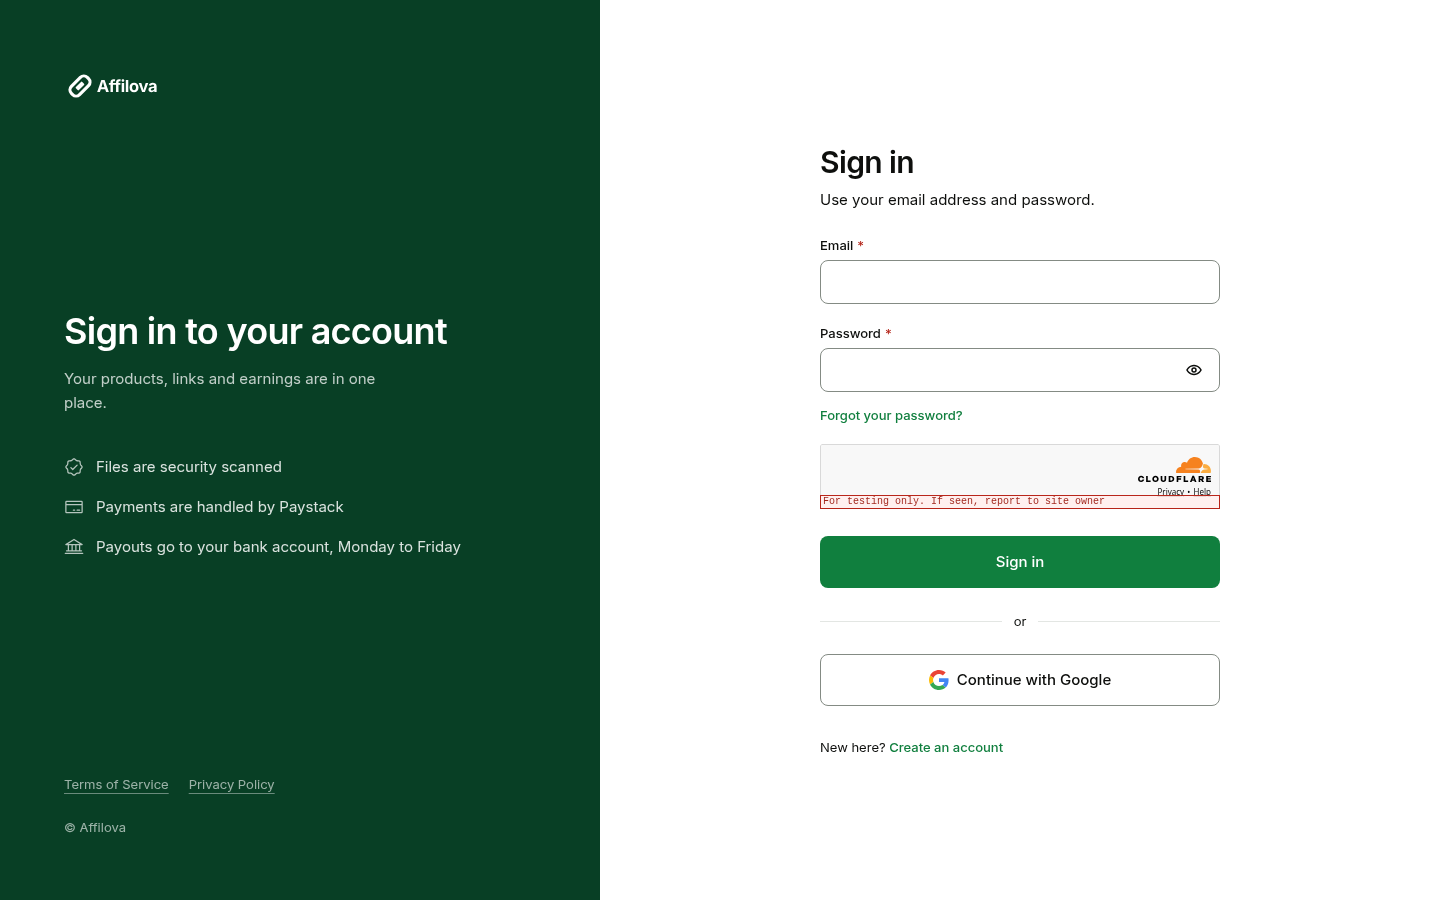 Affilova
Sign in to your account
Your products, links and earnings are in one
place.
Files are security scanned
Payments are handled by Paystack
Payouts go to your bank account, Monday to Friday
Terms of Service Privacy Policy
© Affilova
Sign in
Use your email address and password.
Email *
Password *
Forgot your password?
CLOUDFLARE
Privacy • Help
For testing only. If seen, report to site owner
Sign in
or
Continue with Google
New here? Create an account